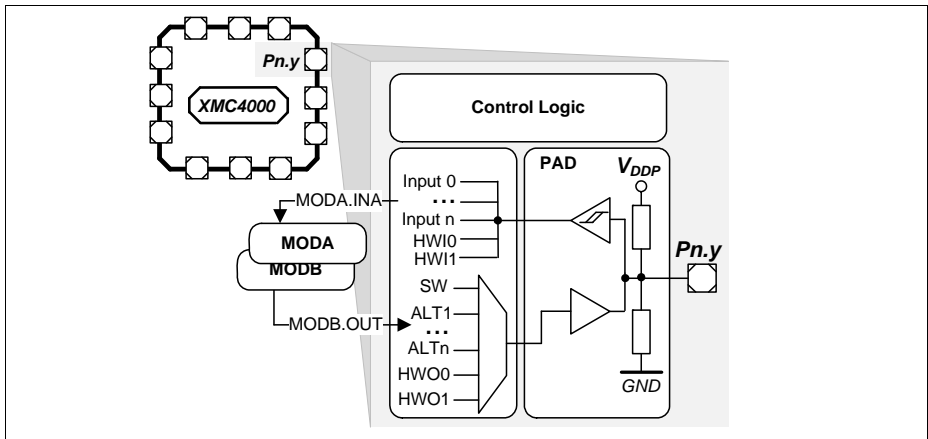 Pn.y
XMC4000
Control Logic
PAD
VDDP
Input 0
...
Input n
HWI0
HWI1
MODA.INA
MODA
MODB
MODB.OUT
SW
ALT1
...
ALTn
HWO0
HWO1
Pn.y
GND